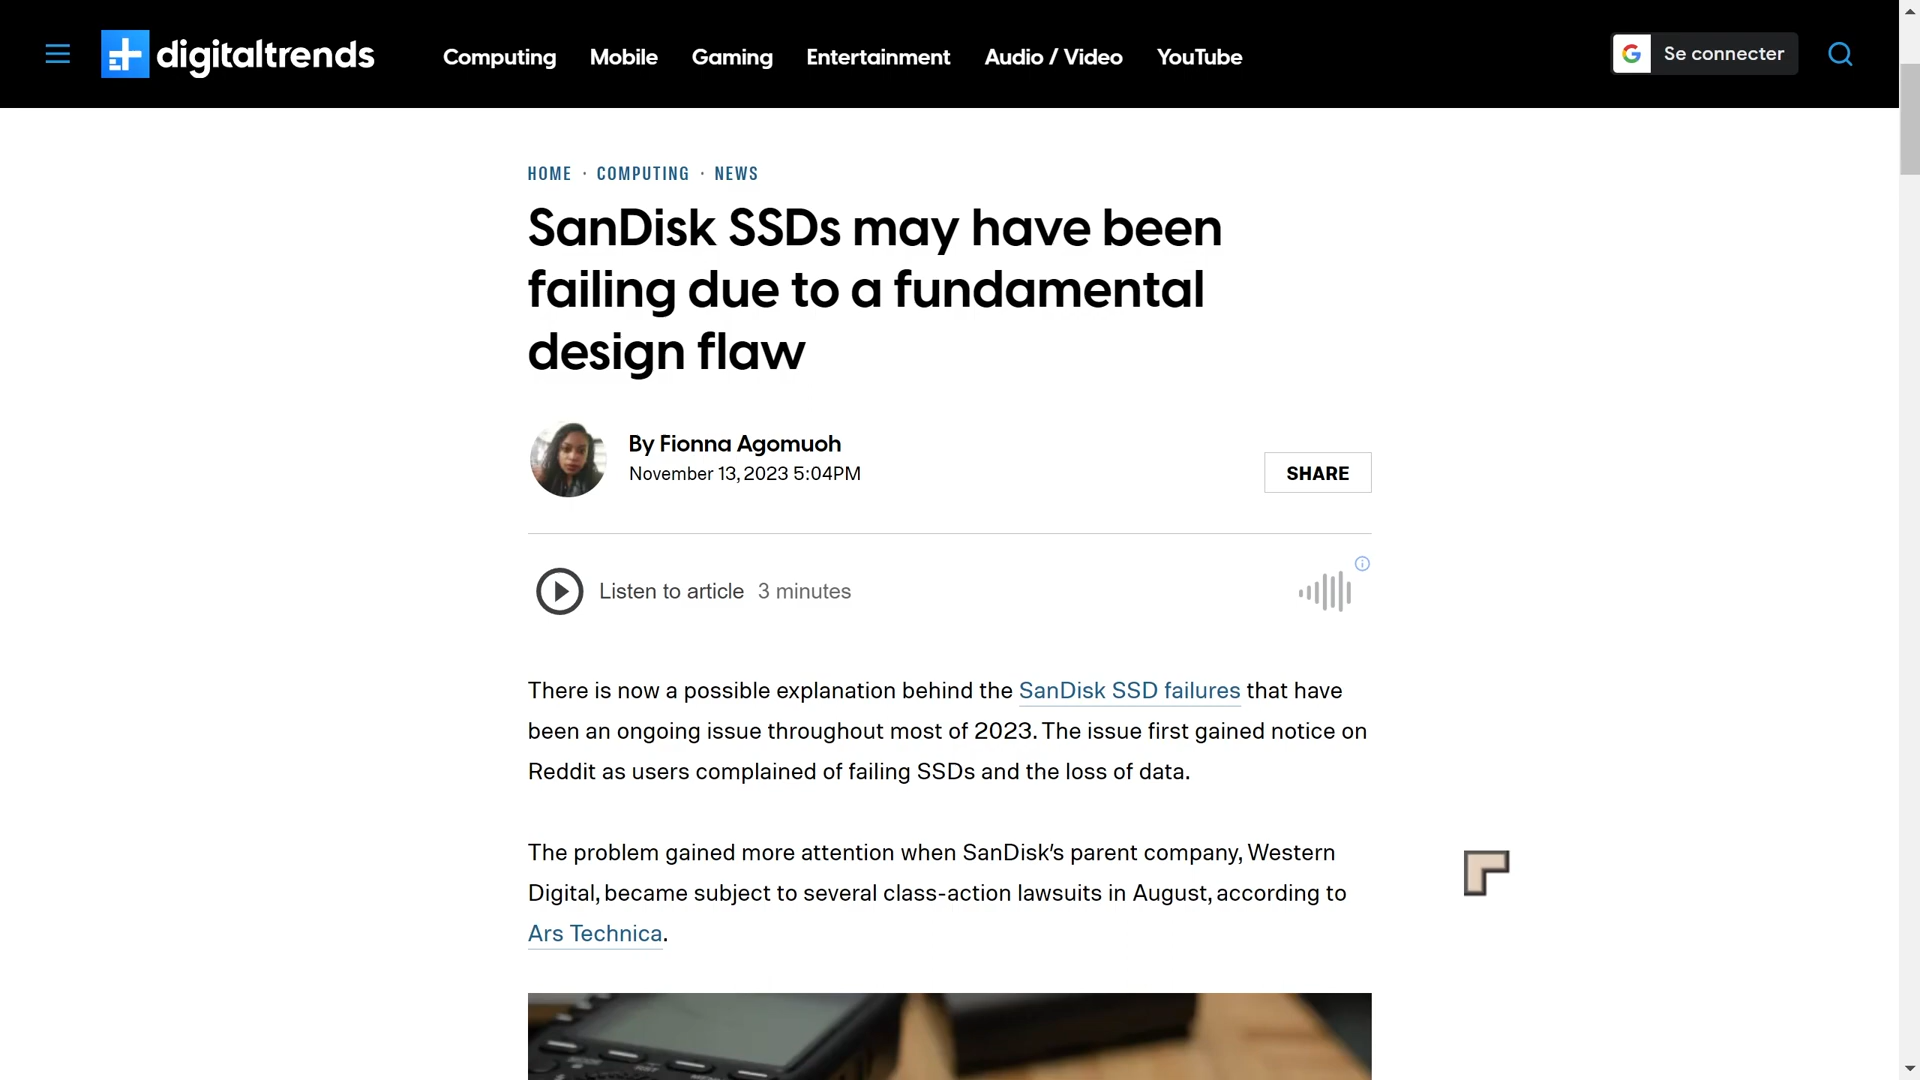 digitaltrends
Computing Mobile Gaming Entertainment Audio / Video YouTube
Se connecter
HOME · COMPUTING · NEWS
SanDisk SSDs may have been
failing due to a fundamental
design flaw
By Fionna Agomuoh
November 13, 2023 5:04PM
SHARE
Listen to article 3 minutes
There is now a possible explanation behind the SanDisk SSD failures that have
been an ongoing issue throughout most of 2023. The issue first gained notice on
Reddit as users complained of failing SSDs and the loss of data.
The problem gained more attention when SanDisk’s parent company, Western
Digital, became subject to several class-action lawsuits in August, according to
Ars Technica.